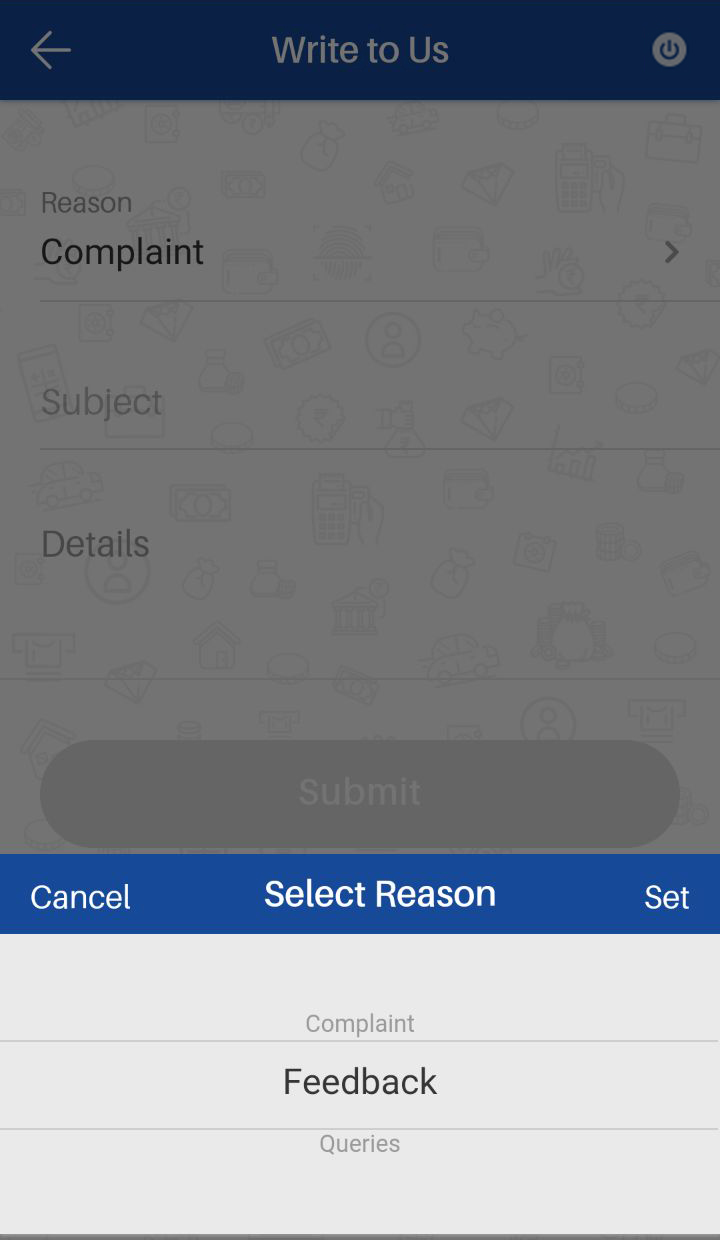 Write to Us
Reason
Complaint
Subject
Details
Submit
Cancel Select Reason Set
Complaint
Feedback
Queries